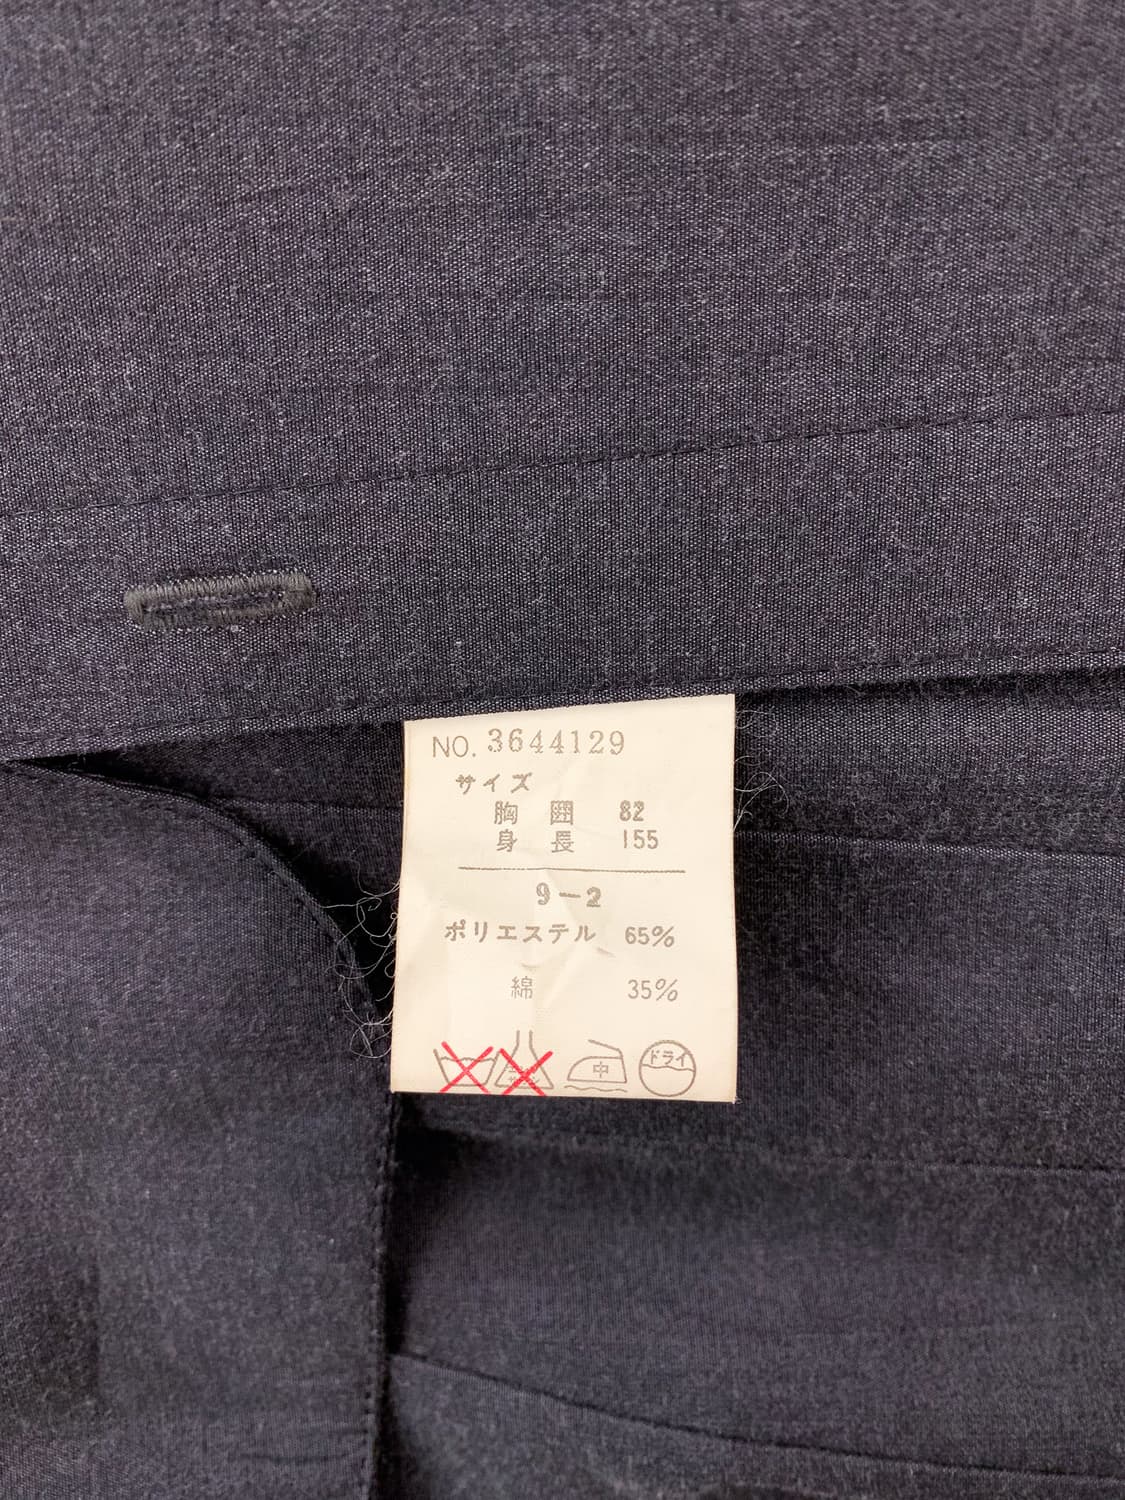 NO. 3644129
サイズ
胸囲 82
身長 155
9-2
ポリエステル 65%
綿 35%
中 ドライ